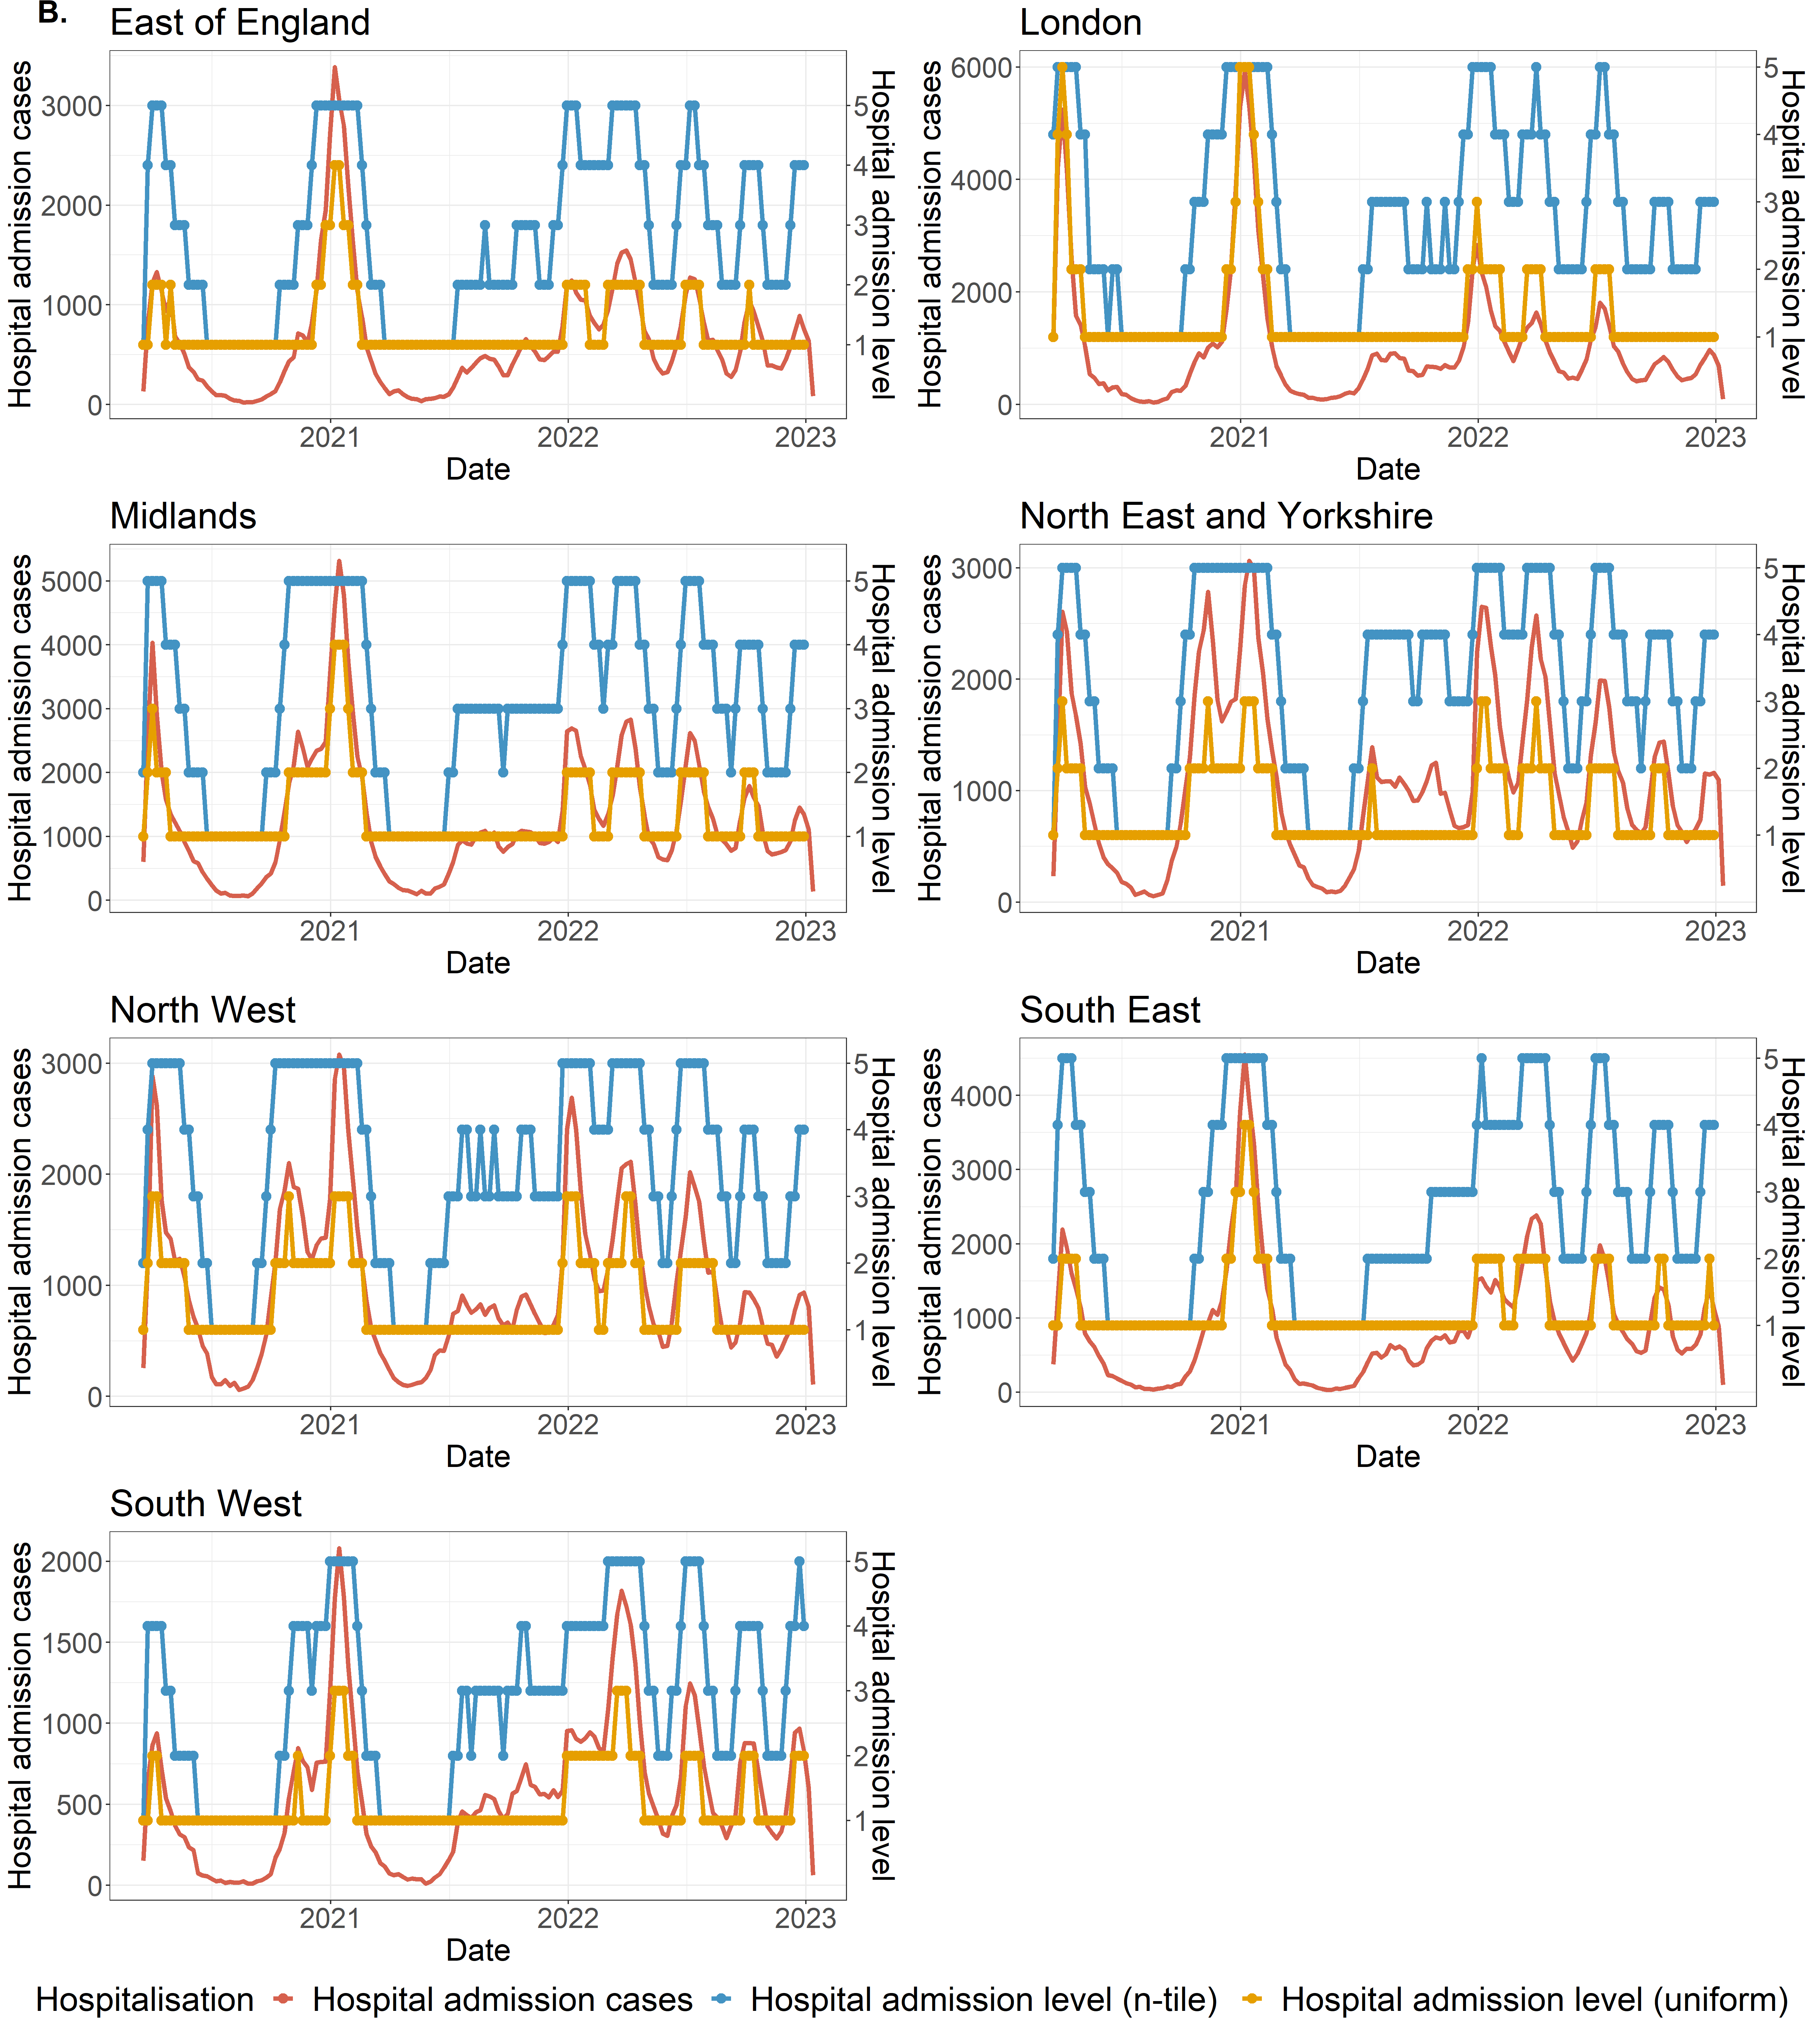 B.
East of England
Hospital admission cases
3000
2000
1000
0
5
4
3
2
1
Hospital admission level
2021 2022 2023
Date
London
Hospital admission cases
6000
4000
2000
0
5
4
3
2
1
Hospital admission level
2021 2022 2023
Date
Midlands
Hospital admission cases
5000
4000
3000
2000
1000
0
5
4
3
2
1
Hospital admission level
2021 2022 2023
Date
North East and Yorkshire
Hospital admission cases
3000
2000
1000
0
5
4
3
2
1
Hospital admission level
2021 2022 2023
Date
North West
Hospital admission cases
3000
2000
1000
0
5
4
3
2
1
Hospital admission level
2021 2022 2023
Date
South East
Hospital admission cases
4000
3000
2000
1000
0
5
4
3
2
1
Hospital admission level
2021 2022 2023
Date
South West
Hospital admission cases
2000
1500
1000
500
0
5
4
3
2
1
Hospital admission level
2021 2022 2023
Date
Hospitalisation Hospital admission cases Hospital admission level (n-tile) Hospital admission level (uniform)